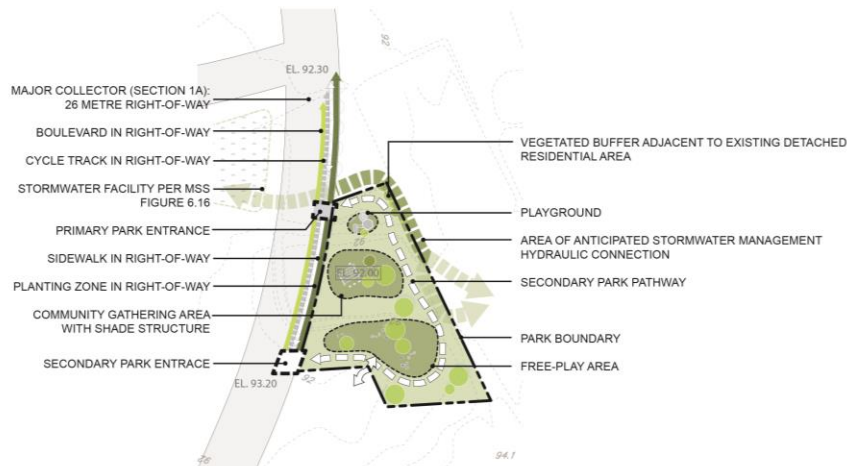 EL. 92.30
92
MAJOR COLLECTOR (SECTION 1A):
26 METRE RIGHT-OF-WAY
BOULEVARD IN RIGHT-OF-WAY
CYCLE TRACK IN RIGHT-OF-WAY
STORMWATER FACILITY PER MSS
FIGURE 6.16
PRIMARY PARK ENTRANCE
SIDEWALK IN RIGHT-OF-WAY
PLANTING ZONE IN RIGHT-OF-WAY
COMMUNITY GATHERING AREA
WITH SHADE STRUCTURE
SECONDARY PARK ENTRACE
EL. 93.20
92
EL. 92.00
VEGETATED BUFFER ADJACENT TO EXISTING DETACHED
RESIDENTIAL AREA
PLAYGROUND
AREA OF ANTICIPATED STORMWATER MANAGEMENT
HYDRAULIC CONNECTION
SECONDARY PARK PATHWAY
PARK BOUNDARY
FREE-PLAY AREA
94.1